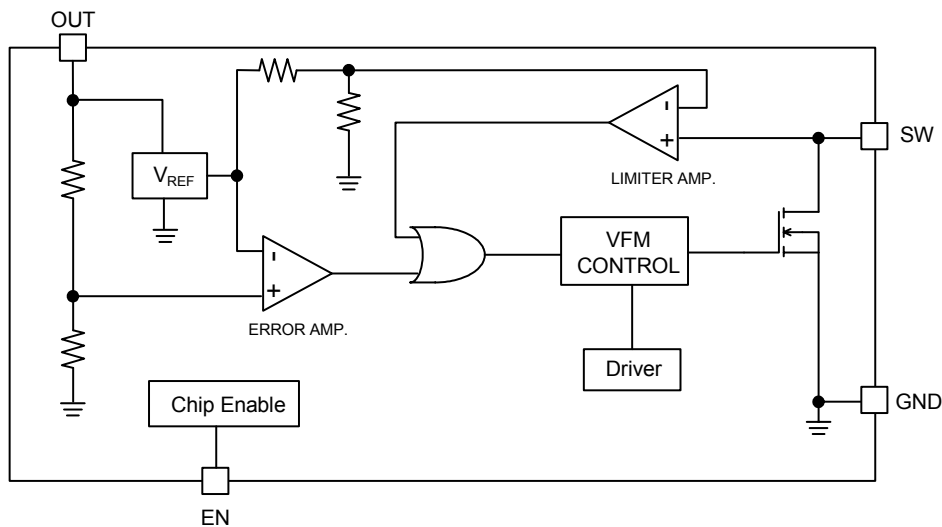 OUT
SW
-
+
LIMITER AMP.
VREF
VFM
CONTROL
-
+
ERROR AMP.
Driver
Chip Enable
GND
EN